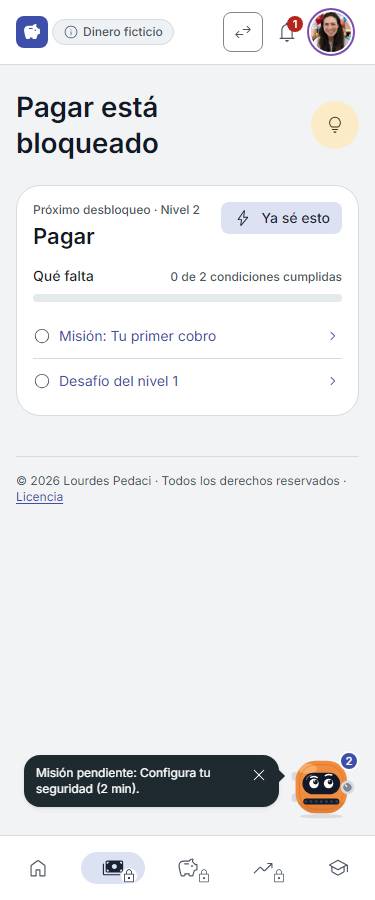 Dinero ficticio
1
Pagar está
bloqueado
Próximo desbloqueo · Nivel 2
Ya sé esto
Pagar
Qué falta
0 de 2 condiciones cumplidas
Misión: Tu primer cobro
Desafío del nivel 1
© 2026 Lourdes Pedaci · Todos los derechos reservados ·
Licencia
Misión pendiente: Configura tu
seguridad (2 min).
2